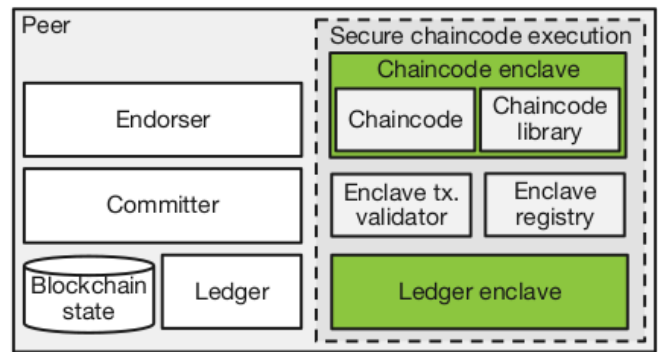 Peer
Endorser
Committer
Blockchain
state
Ledger
Secure chaincode execution
Chaincode enclave
Chaincode
Chaincode
library
Enclave tx.
validator
Enclave
registry
Ledger enclave